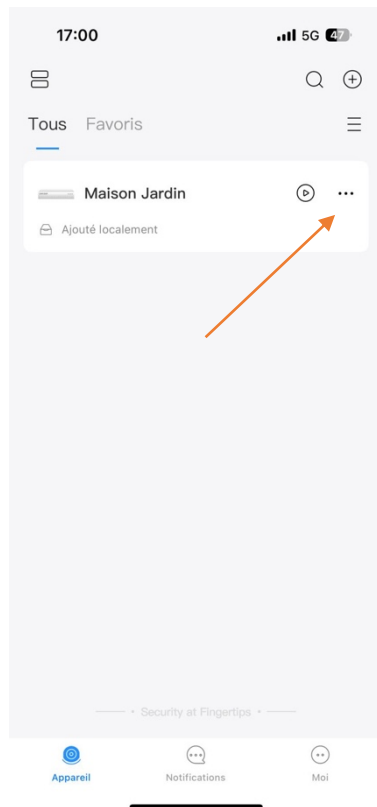 17:00 5G 47
Tous Favoris
Maison Jardin
Ajouté localement
Security at Fingertips
Appareil Notifications Moi